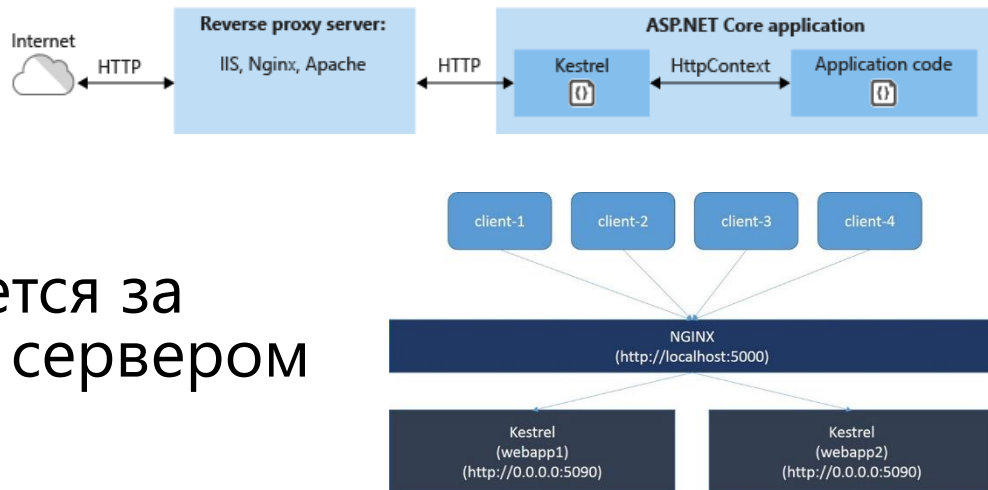 Reverse proxy server:
ASP.NET Core application
Internet
HTTP
IIS, Nginx, Apache
HTTP
Kestrel
HttpContext
Application code
{}
{}
client-1
client-2
client-3
client-4
ется за
сервером
NGINX
(http://localhost:5000)
Kestrel
(webapp1)
(http://0.0.0.0:5090)
Kestrel
(webapp2)
(http://0.0.0.0:5090)